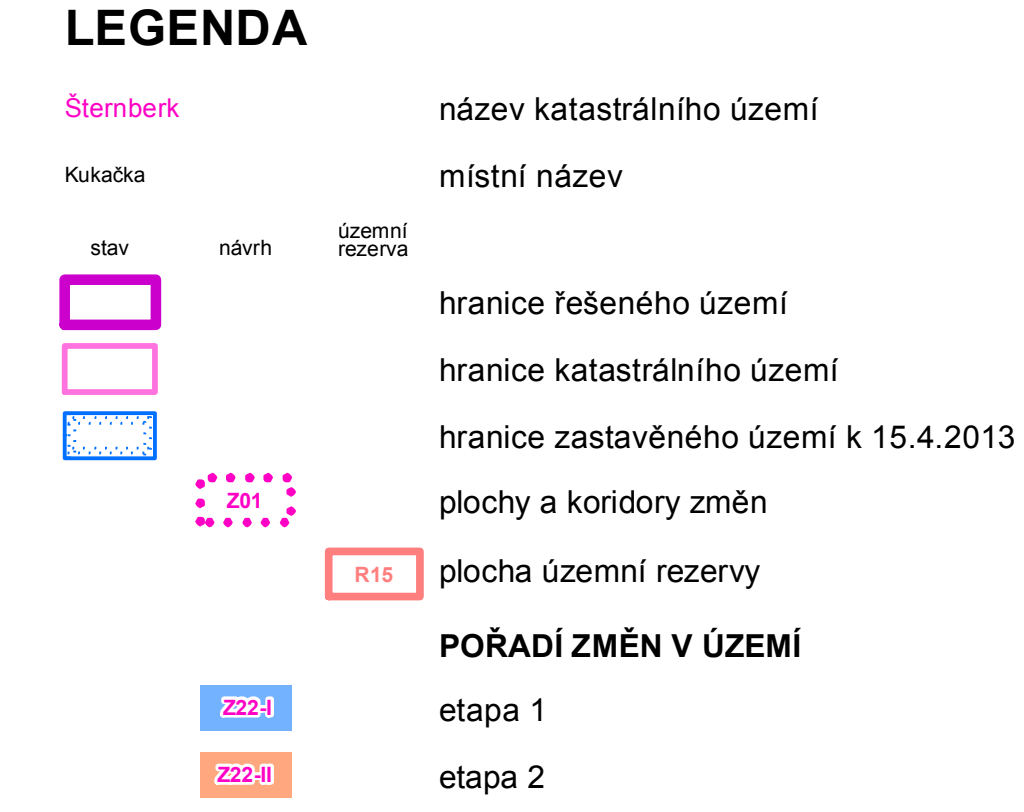 LEGENDA
Šternberk název katastrálního území
Kukačka místní název
stav návrh územní rezerva
hranice řešeného území
hranice katastrálního území
hranice zastavěného území k 15.4.2013
Z01 plochy a koridory změn
R15 plocha územní rezervy
POŘADÍ ZMĚN V ÚZEMÍ
Z22-I etapa 1
Z22-II etapa 2